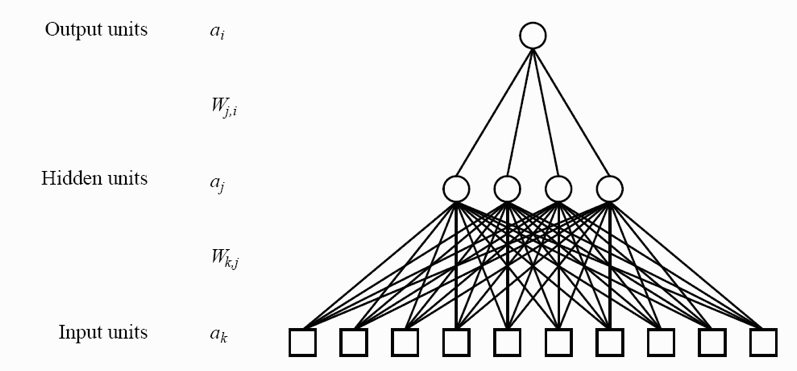 Output units a_i
W_{j,i}
Hidden units a_j
W_{k,j}
Input units a_k